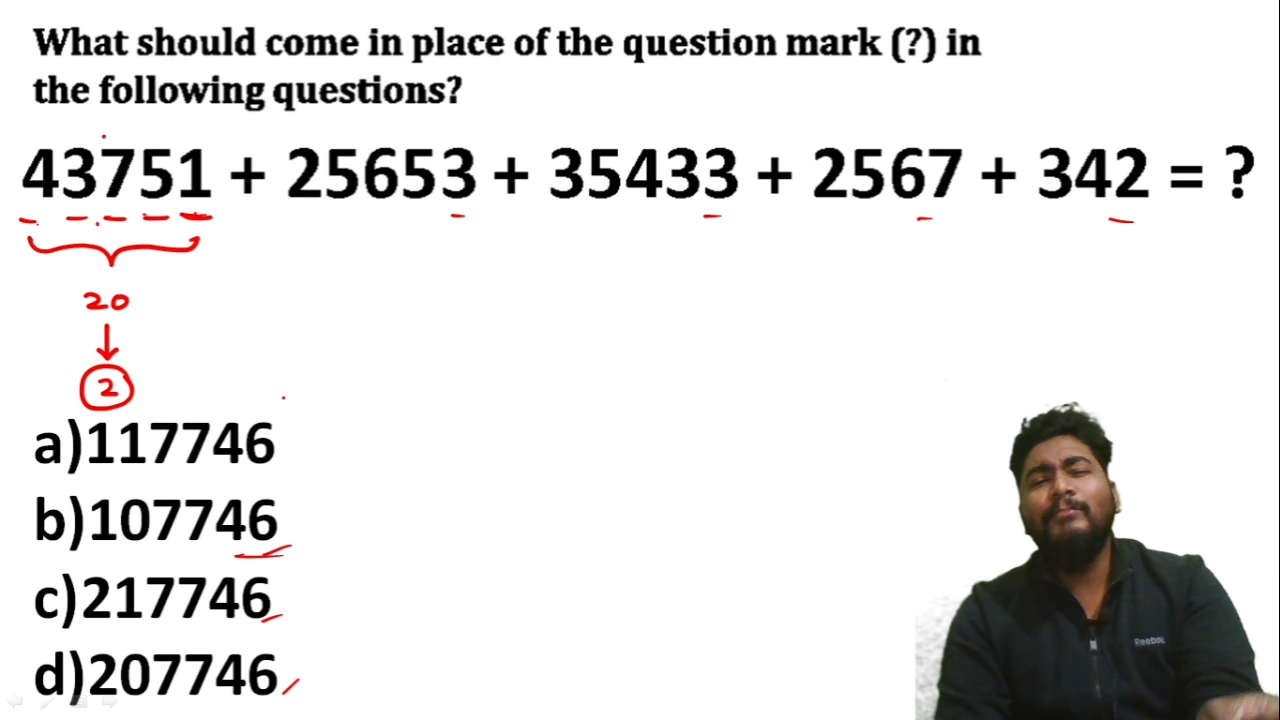 What should come in place of the question mark (?) in
the following questions?
43751 + 25653 + 35433 + 2567 + 342 = ?
20
2
a)117746
b)107746
c)217746
d)207746
Reebok